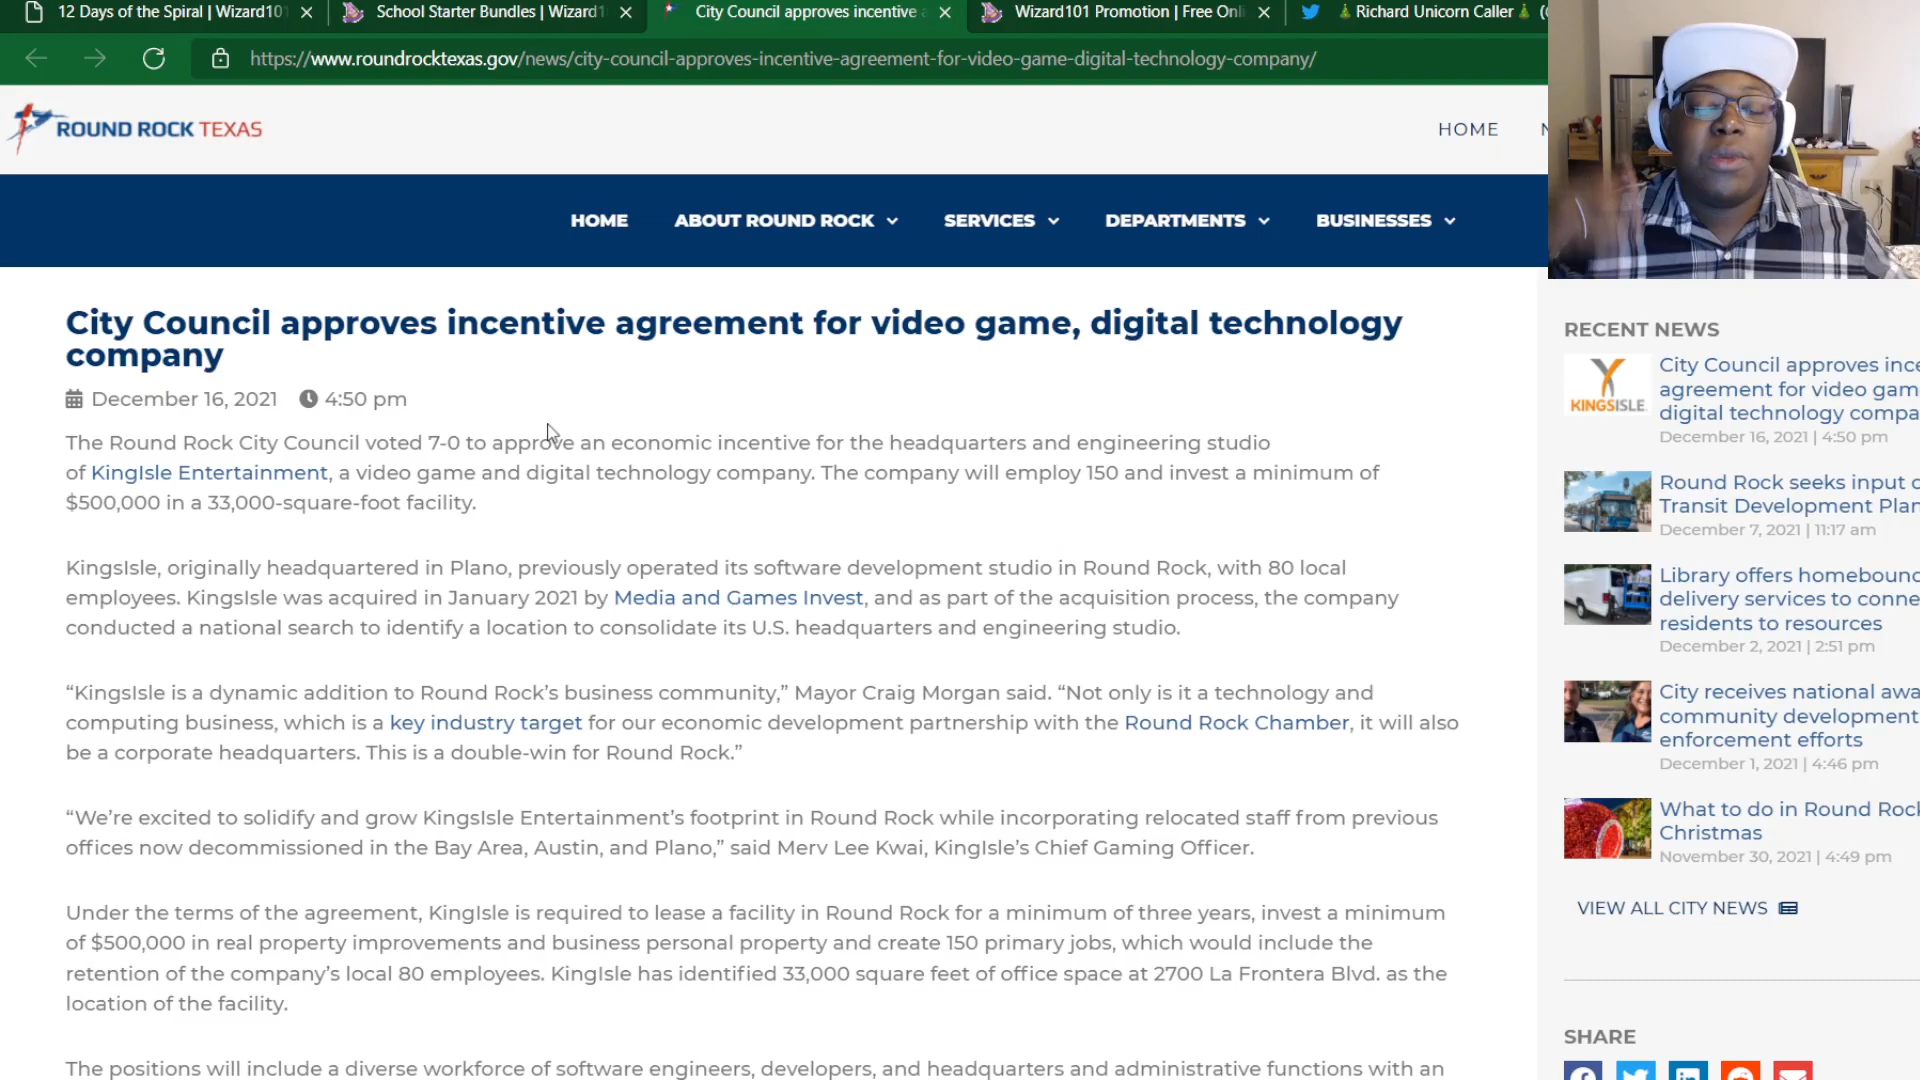 12 Days of the Spiral | Wizard10
School Starter Bundles | Wizard1
City Council approves incentive a
Wizard101 Promotion | Free Onli
Richard Unicorn Caller
https://www.roundrocktexas.gov/news/city-council-approves-incentive-agreement-for-video-game-digital-technology-company/
ROUND ROCK TEXAS
HOME
HOME
ABOUT ROUND ROCK
SERVICES
DEPARTMENTS
BUSINESSES
City Council approves incentive agreement for video game, digital technology
company
December 16, 2021 4:50 pm
The Round Rock City Council voted 7-0 to approve an economic incentive for the headquarters and engineering studio
of KingIsle Entertainment, a video game and digital technology company. The company will employ 150 and invest a minimum of
$500,000 in a 33,000-square-foot facility.
KingsIsle, originally headquartered in Plano, previously operated its software development studio in Round Rock, with 80 local
employees. KingsIsle was acquired in January 2021 by Media and Games Invest, and as part of the acquisition process, the company
conducted a national search to identify a location to consolidate its U.S. headquarters and engineering studio.
“KingsIsle is a dynamic addition to Round Rock’s business community,” Mayor Craig Morgan said. “Not only is it a technology and
computing business, which is a key industry target for our economic development partnership with the Round Rock Chamber, it will also
be a corporate headquarters. This is a double-win for Round Rock.”
“We’re excited to solidify and grow KingsIsle Entertainment’s footprint in Round Rock while incorporating relocated staff from previous
offices now decommissioned in the Bay Area, Austin, and Plano,” said Merv Lee Kwai, KingIsle’s Chief Gaming Officer.
Under the terms of the agreement, KingIsle is required to lease a facility in Round Rock for a minimum of three years, invest a minimum
of $500,000 in real property improvements and business personal property and create 150 primary jobs, which would include the
retention of the company’s local 80 employees. KingIsle has identified 33,000 square feet of office space at 2700 La Frontera Blvd. as the
location of the facility.
The positions will include a diverse workforce of software engineers, developers, and headquarters and administrative functions with an
RECENT NEWS
KINGSISLE
City Council approves ince
agreement for video gam
digital technology compa
December 16, 2021 | 4:50 pm
Round Rock seeks input o
Transit Development Plan
December 7, 2021 | 11:17 am
Library offers homebound
delivery services to conne
residents to resources
December 2, 2021 | 2:51 pm
City receives national awa
community development
enforcement efforts
December 1, 2021 | 4:46 pm
What to do in Round Rock
Christmas
November 30, 2021 | 4:49 pm
VIEW ALL CITY NEWS
SHARE